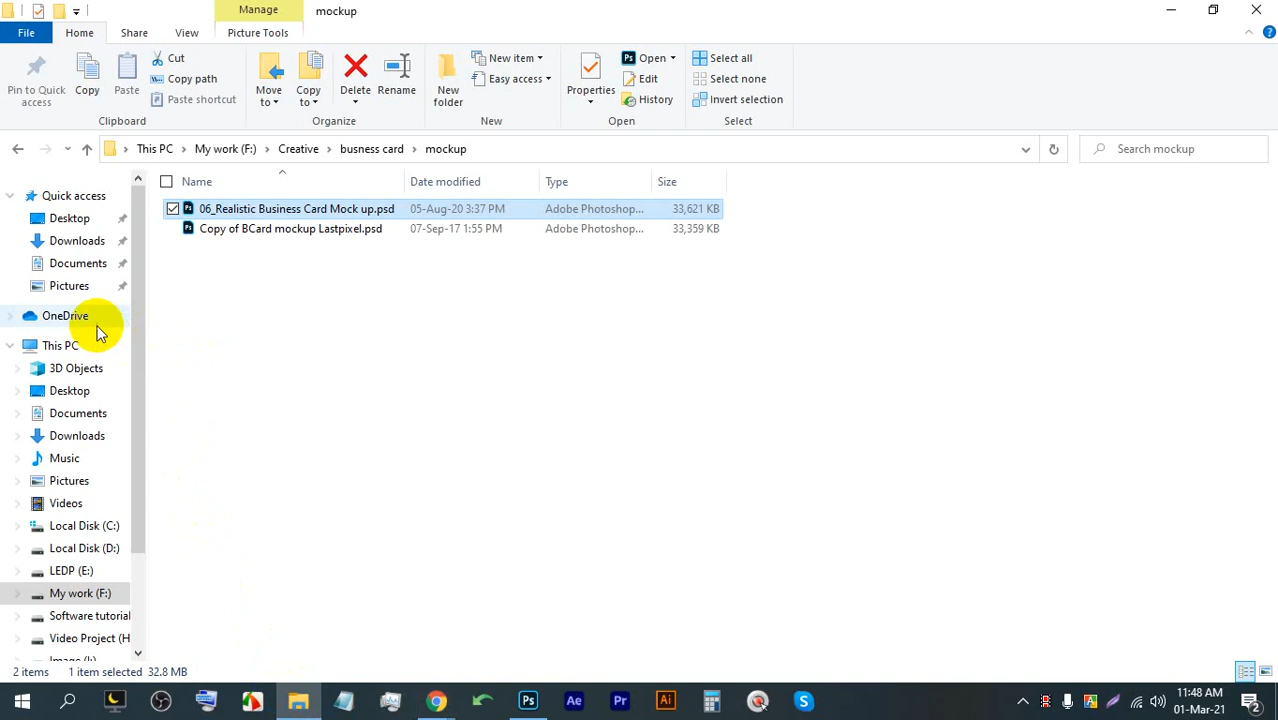 Manage
mockup
File
Home
Share
View
Picture Tools
Pin to Quick access
Copy
Paste
Cut
Copy path
Paste shortcut
Clipboard
Move to
Copy to
Delete
Rename
Organize
New folder
New item
Easy access
New
Properties
Open
Edit
History
Open
Select all
Select none
Invert selection
Select
This PC
My work (F:)
Creative
busness card
mockup
Search mockup
Name
Date modified
Type
Size
06_Realistic Business Card Mock up.psd 05-Aug-20 3:37 PM Adobe Photoshop... 33,621 KB
Copy of BCard mockup Lastpixel.psd 07-Sep-17 1:55 PM Adobe Photoshop... 33,359 KB
Quick access
Desktop
Downloads
Documents
Pictures
OneDrive
This PC
3D Objects
Desktop
Documents
Downloads
Music
Pictures
Videos
Local Disk (C:)
Local Disk (D:)
LEDP (E:)
My work (F:)
Software tutorial
Video Project (H
2 items
1 item selected 32.8 MB
Ps
Ae
Pr
Ai
11:48 AM
01-Mar-21
2